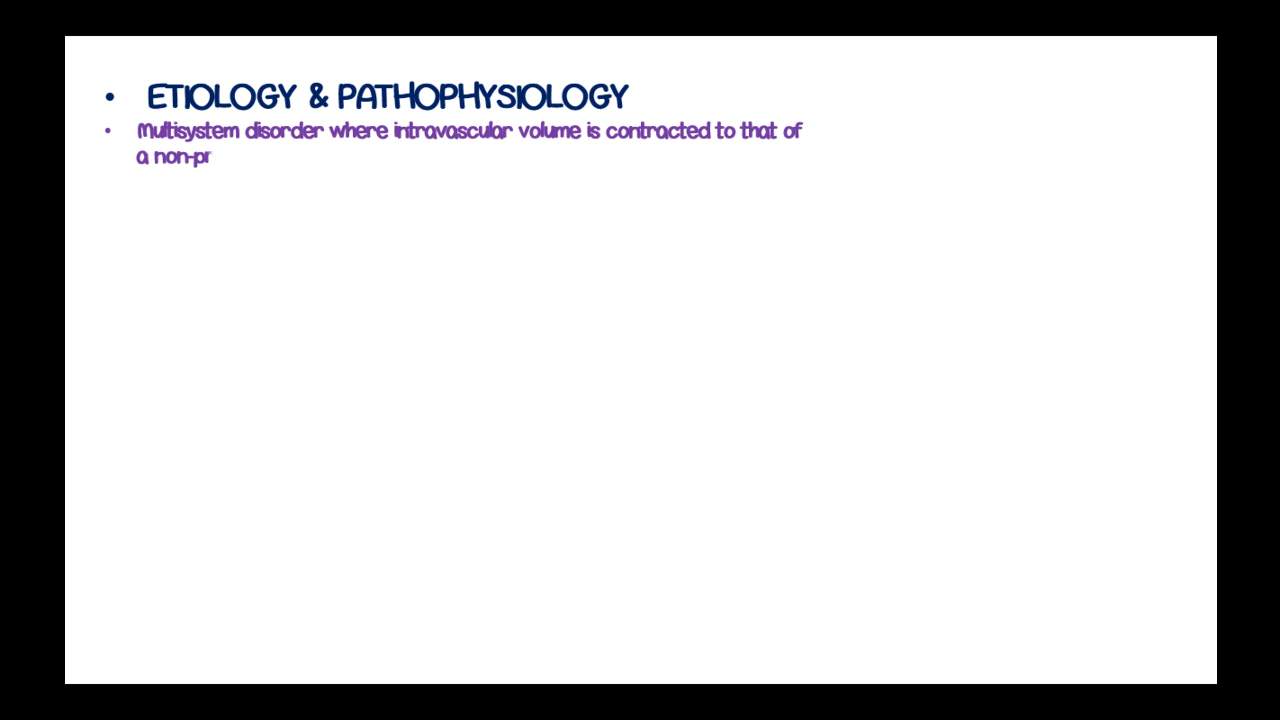 • ETIOLOGY & PATHOPHYSIOLOGY
• Multisystem disorder where intravascular volume is contracted to that of
a non-pr